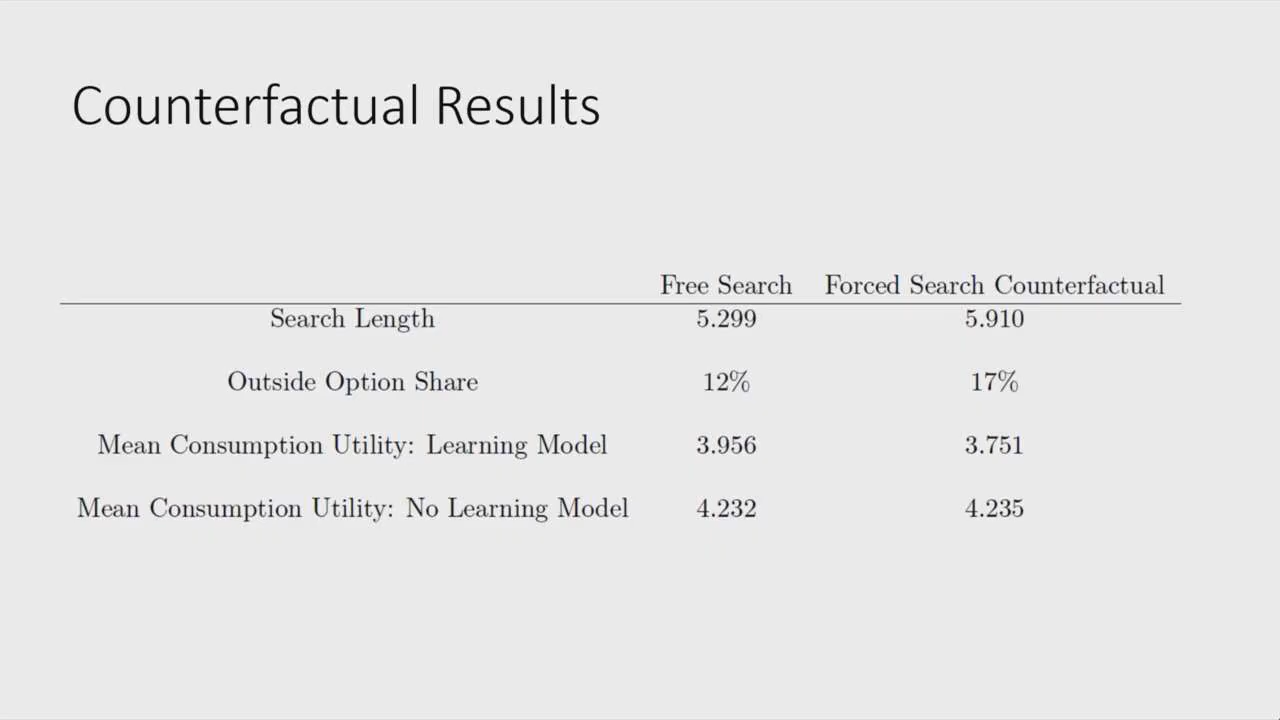 Counterfactual Results
Free Search Forced Search Counterfactual
Search Length 5.299 5.910
Outside Option Share 12% 17%
Mean Consumption Utility: Learning Model 3.956 3.751
Mean Consumption Utility: No Learning Model 4.232 4.235